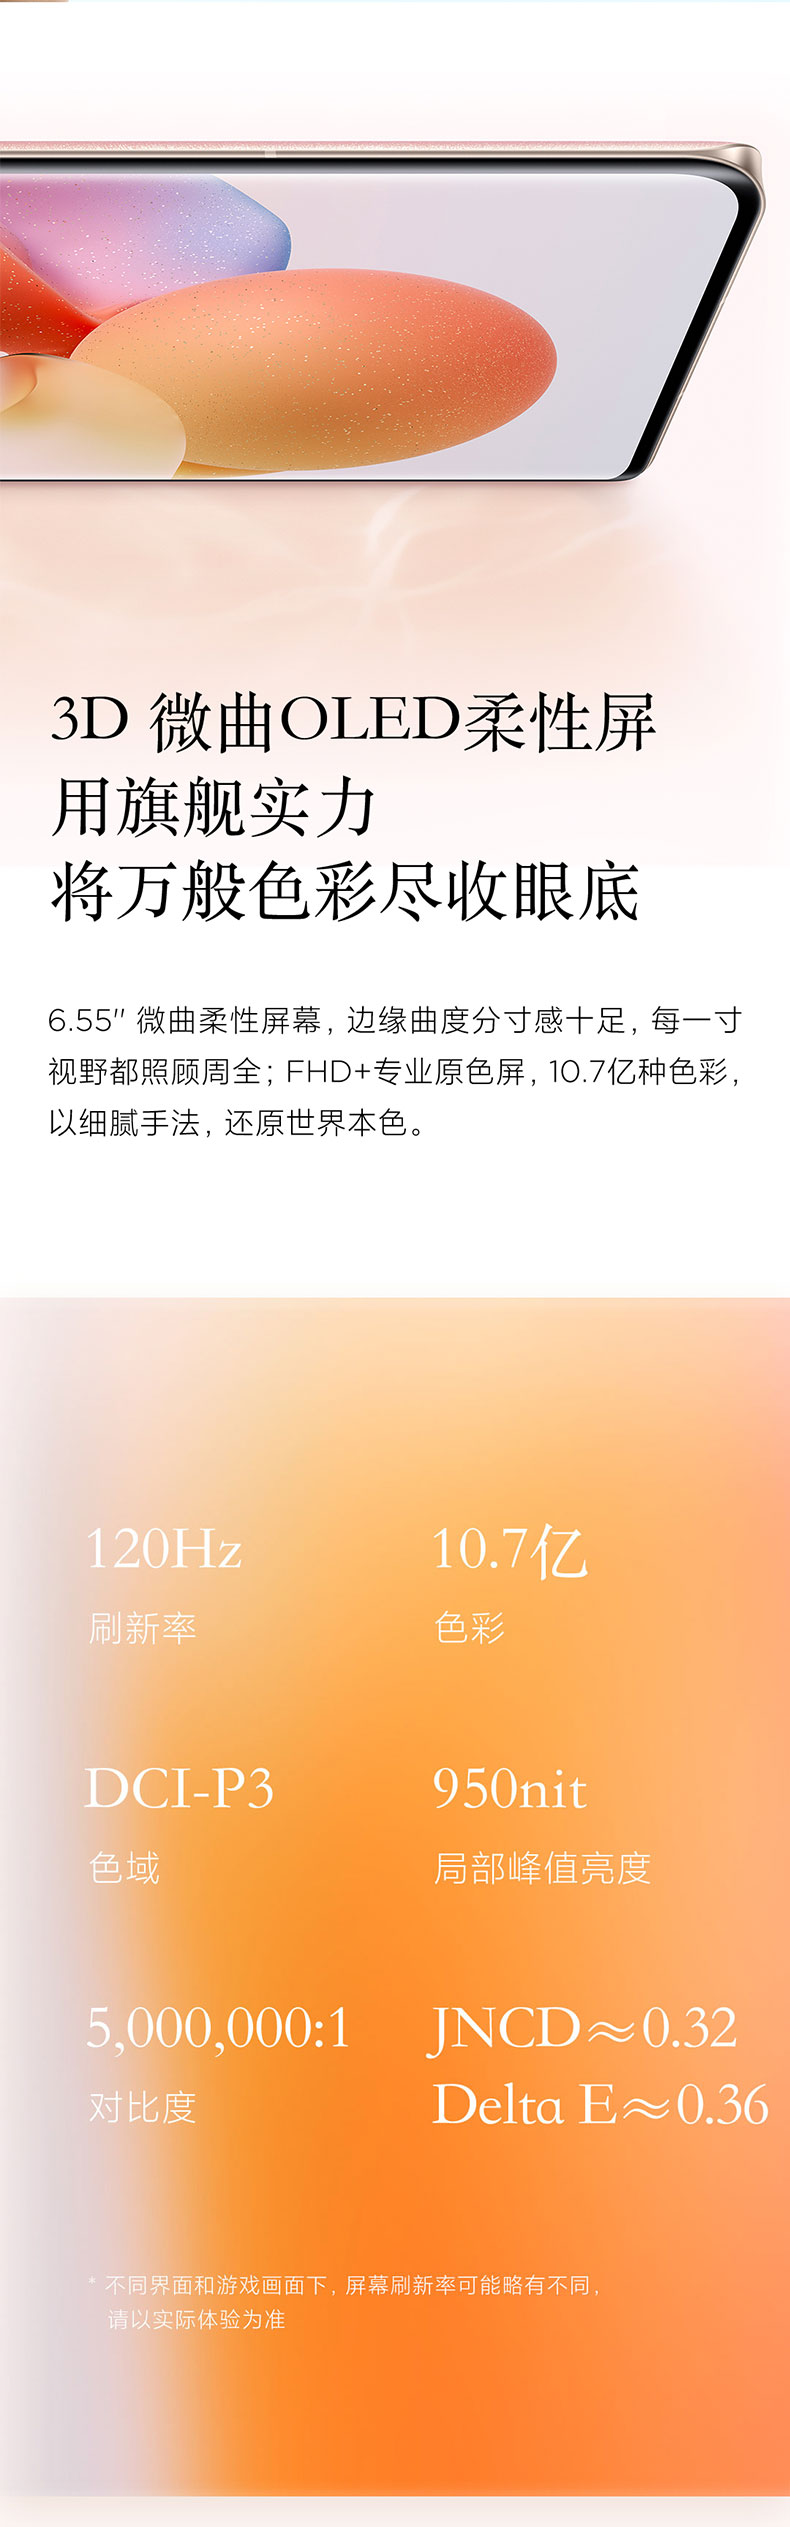 3D 微曲OLED柔性屏
用旗舰实力
将万般色彩尽收眼底
6.55" 微曲柔性屏幕，边缘曲度分寸感十足，每一寸
视野都照顾周全；FHD+专业原色屏，10.7亿种色彩，
以细腻手法，还原世界本色。
120Hz
刷新率
10.7亿
色彩
DCI-P3
色域
950nit
局部峰值亮度
5,000,000:1
对比度
JNCD≈0.32
Delta E≈0.36
* 不同界面和游戏画面下，屏幕刷新率可能略有不同，
请以实际体验为准